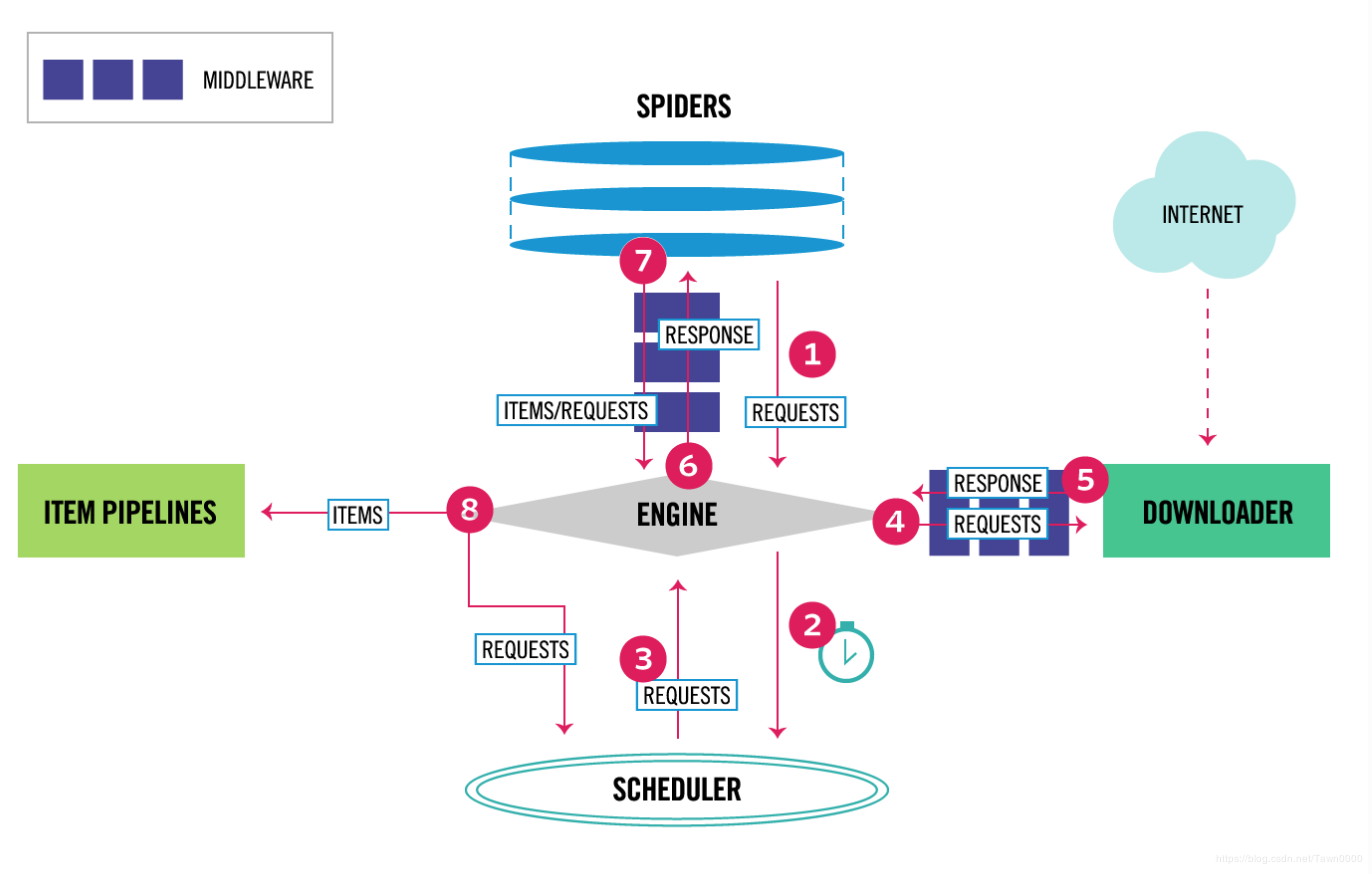 MIDDLEWARE
SPIDERS
INTERNET
7
RESPONSE
1
ITEMS/REQUESTS
REQUESTS
6
ITEM PIPELINES
ITEMS
8
ENGINE
4
RESPONSE
5
REQUESTS
DOWNLOADER
2
REQUESTS
3
REQUESTS
SCHEDULER
https://blog.csdn.net/Tawn0000